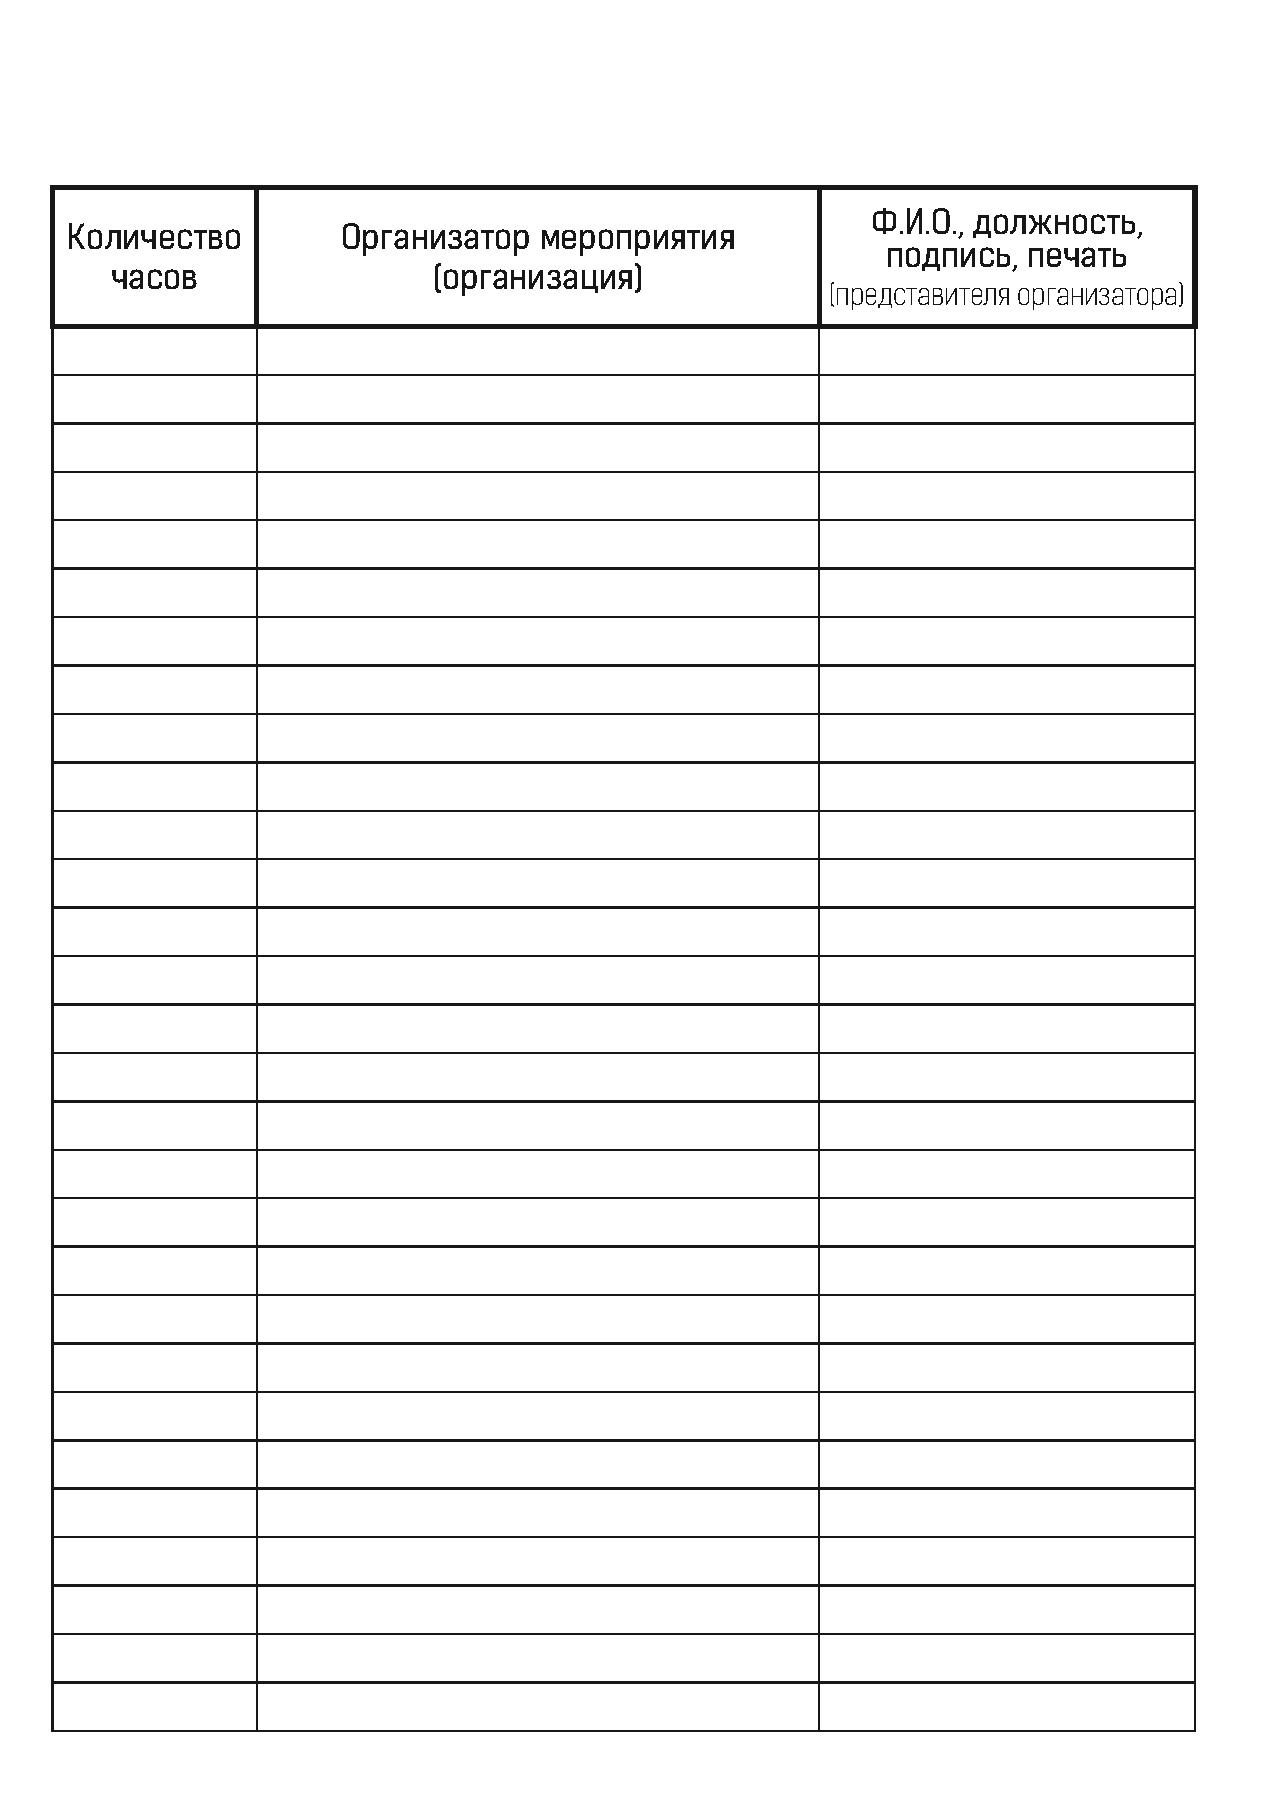 Количество
часов
Организатор мероприятия
(организация)
Ф.И.О., должность,
подпись, печать
(представителя организатора)